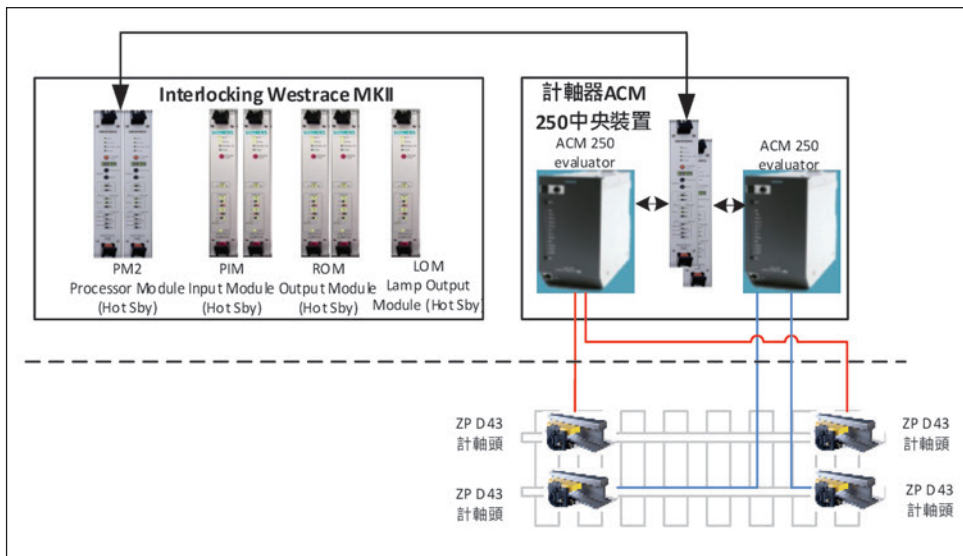 Interlocking Westrace MKII
PM2
Processor Module
(Hot Sby)
PIM
Input Module
(Hot Sby)
ROM
Output Module
(Hot Sby)
LOM
Lamp Output
Module (Hot Sby)
計軸器ACM
250中央裝置
ACM 250
evaluator
ACM 250
evaluator
ZP D43
計軸頭
ZP D43
計軸頭
ZP D43
計軸頭
ZP D43
計軸頭